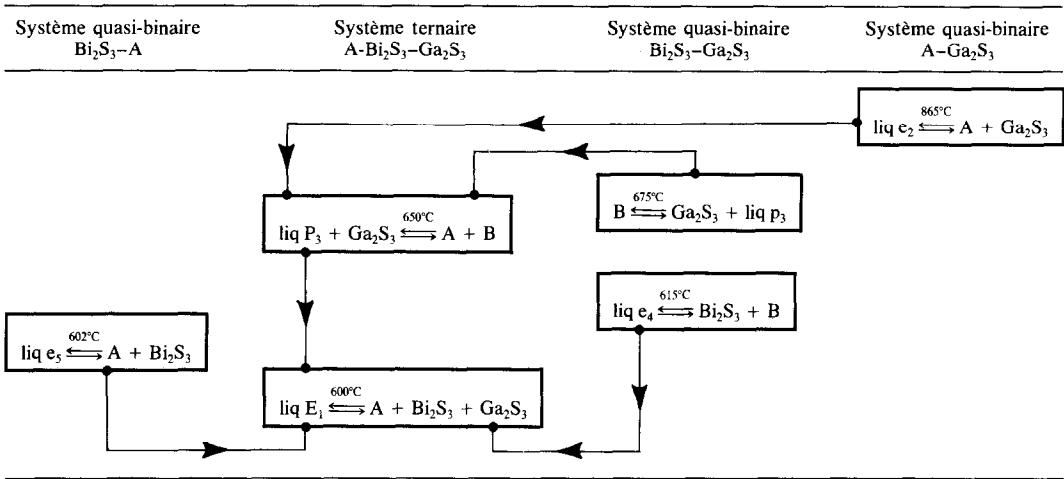 Système quasi-binaire
Bi₂S₃–A
Système ternaire
A-Bi₂S₃–Ga₂S₃
Système quasi-binaire
Bi₂S₃–Ga₂S₃
Système quasi-binaire
A–Ga₂S₃
865°C
liq e₂ ⇌ A + Ga₂S₃
675°C
B ⇌ Ga₂S₃ + liq p₃
650°C
liq P₃ + Ga₂S₃ ⇌ A + B
615°C
liq e₄ ⇌ Bi₂S₃ + B
602°C
liq e₅ ⇌ A + Bi₂S₃
600°C
liq E₁ ⇌ A + Bi₂S₃ + Ga₂S₃